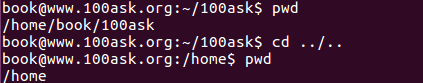 book@www.100ask.org:~/100ask$ pwd
/home/book/100ask
book@www.100ask.org:~/100ask$ cd ../..
book@www.100ask.org:/home$ pwd
/home